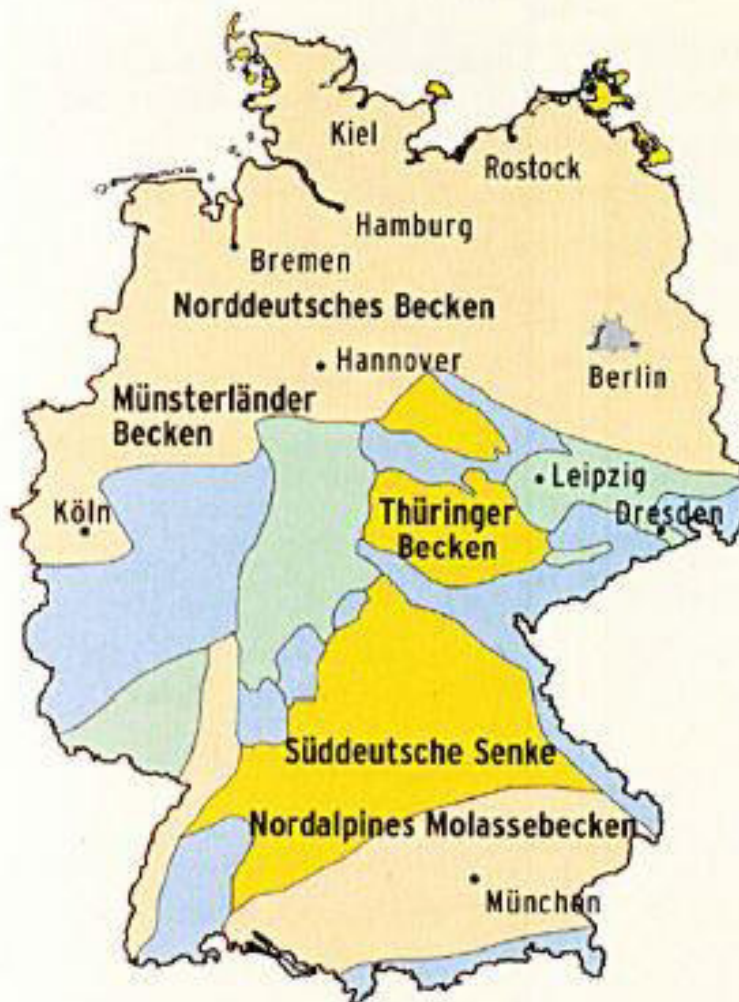 Kiel
Rostock
Hamburg
Bremen
Norddeutsches Becken
Hannover
Berlin
Münsterländer
Becken
Leipzig
Köln
Thüringer
Becken
Dresden
Süddeutsche Senke
Nordalpines Molassebecken
München